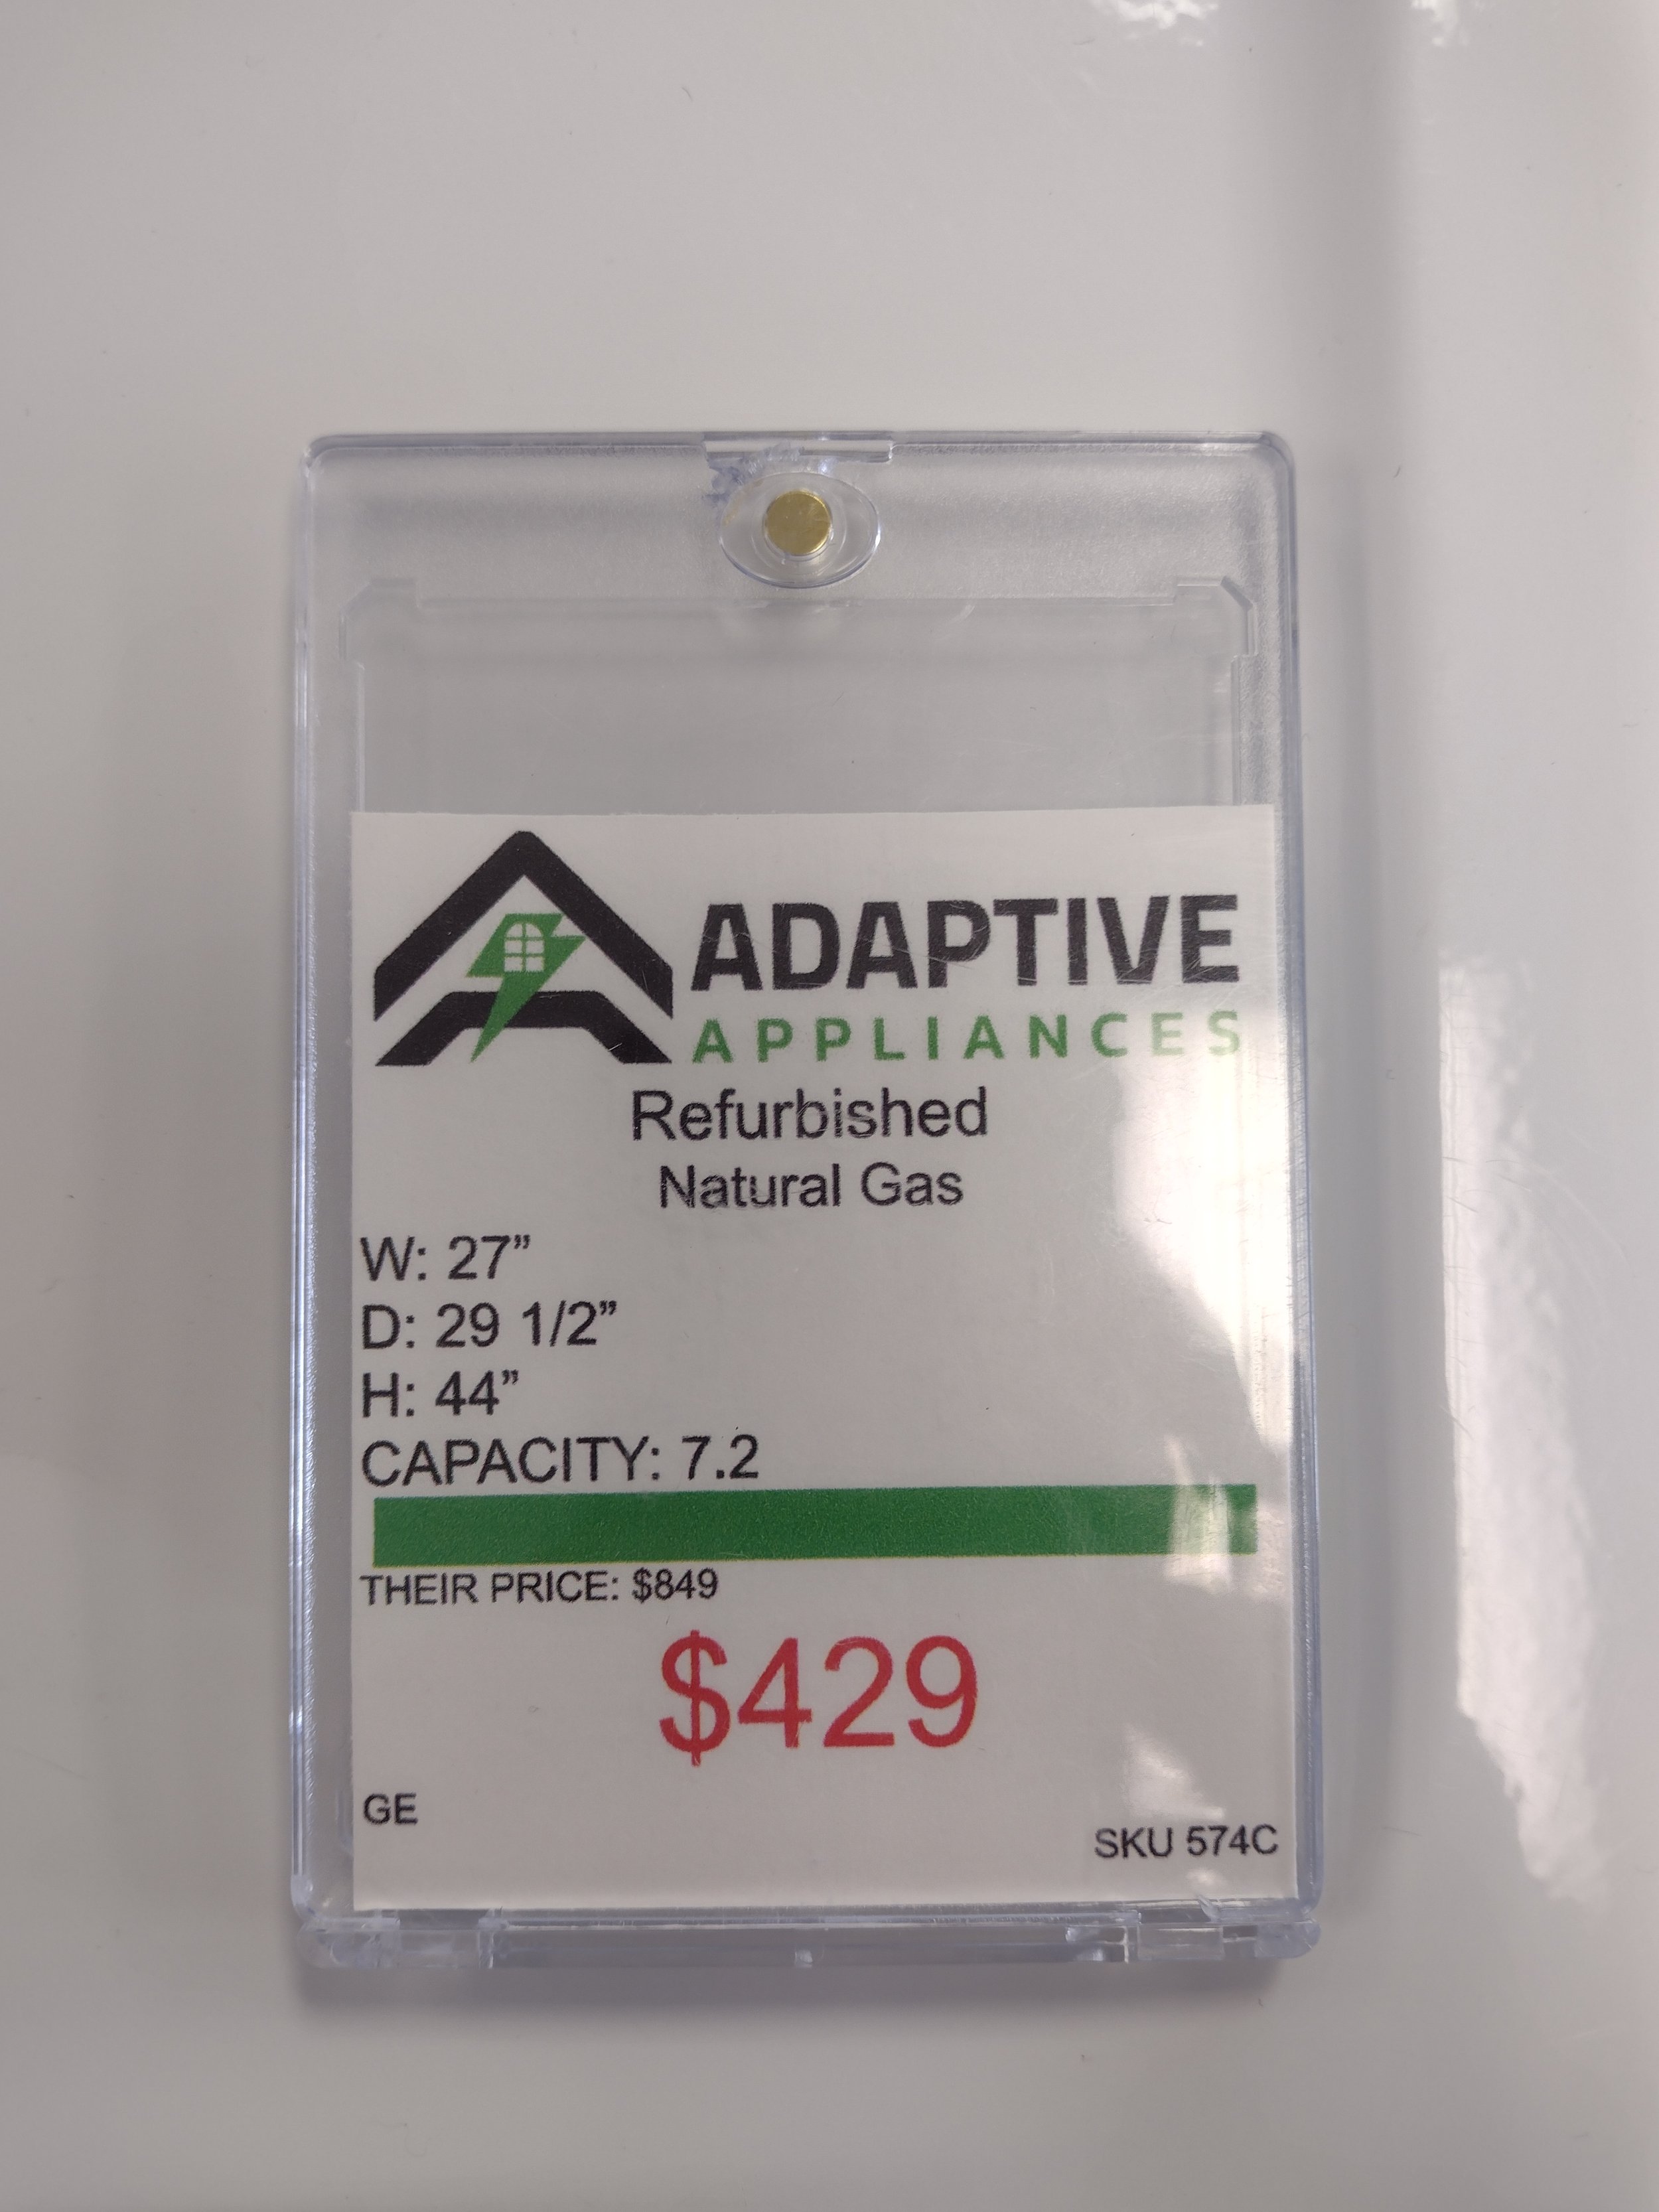 ADAPTIVE
APPLIANCES
Refurbished
Natural Gas
W: 27”
D: 29 1/2”
H: 44”
CAPACITY: 7.2
THEIR PRICE: $849
$429
GE
SKU 574C